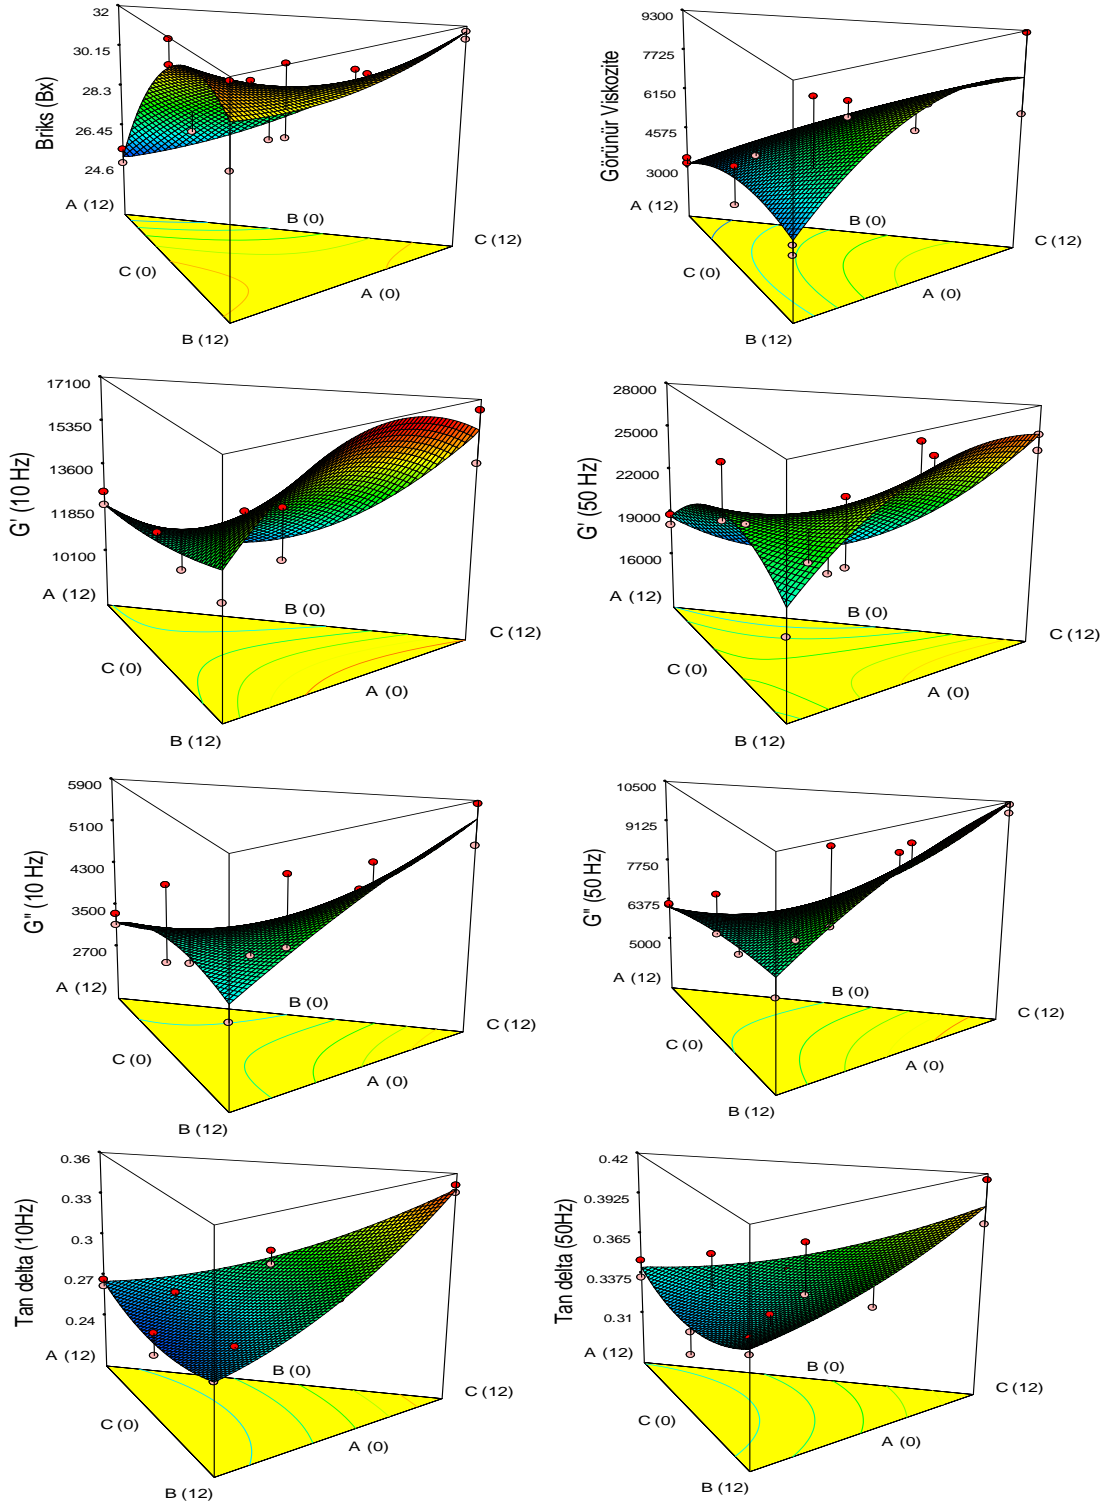 32
30.15
28.3
26.45
24.6
Briks (Bx)
A (12)
B (0)
C (12)
C (0)
A (0)
B (12)
9300
7725
6150
4575
3000
Görünür Viskozite
A (12)
B (0)
C (12)
C (0)
A (0)
B (12)
17100
15350
13600
11850
10100
G' (10 Hz)
A (12)
B (0)
C (12)
C (0)
A (0)
B (12)
28000
25000
22000
19000
16000
G' (50 Hz)
A (12)
B (0)
C (12)
C (0)
A (0)
B (12)
5900
5100
4300
3500
2700
G" (10 Hz)
A (12)
B (0)
C (12)
C (0)
A (0)
B (12)
10500
9125
7750
6375
5000
G" (50 Hz)
A (12)
B (0)
C (12)
C (0)
A (0)
B (12)
0.36
0.33
0.3
0.27
0.24
Tan delta (10Hz)
A (12)
B (0)
C (12)
C (0)
A (0)
B (12)
0.42
0.3925
0.365
0.3375
0.31
Tan delta (50Hz)
A (12)
B (0)
C (12)
C (0)
A (0)
B (12)